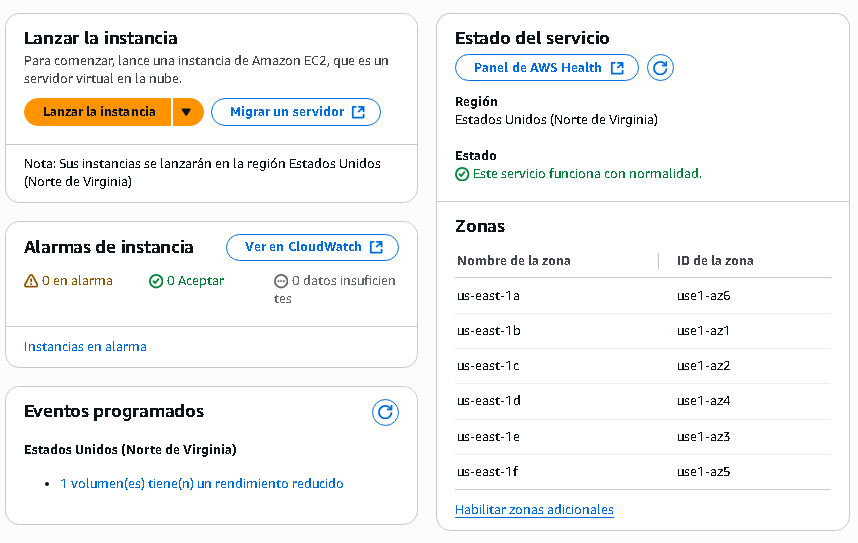 Lanzar la instancia
Para comenzar, lance una instancia de Amazon EC2, que es un
servidor virtual en la nube.
Lanzar la instancia
Migrar un servidor
Nota: Sus instancias se lanzarán en la región Estados Unidos
(Norte de Virginia)
Alarmas de instancia
Ver en CloudWatch
0 en alarma
0 Aceptar
0 datos insuficien
tes
Instancias en alarma
Eventos programados
Estados Unidos (Norte de Virginia)
1 volumen(es) tiene(n) un rendimiento reducido
Estado del servicio
Panel de AWS Health
Región
Estados Unidos (Norte de Virginia)
Estado
Este servicio funciona con normalidad.
Zonas
Nombre de la zona ID de la zona
us-east-1a use1-az6
us-east-1b use1-az1
us-east-1c use1-az2
us-east-1d use1-az4
us-east-1e use1-az3
us-east-1f use1-az5
Habilitar zonas adicionales